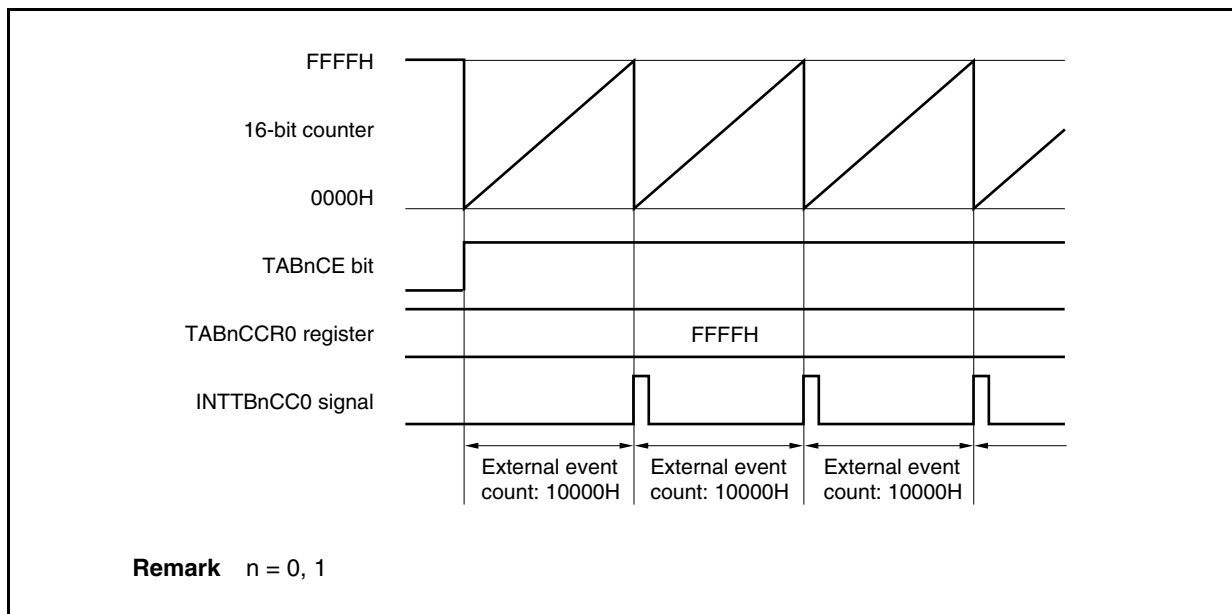 FFFFH
16-bit counter
0000H
TABnCE bit
TABnCCR0 register
FFFFH
INTTBnCC0 signal
External event
count: 10000H
External event
count: 10000H
External event
count: 10000H
Remark n = 0, 1